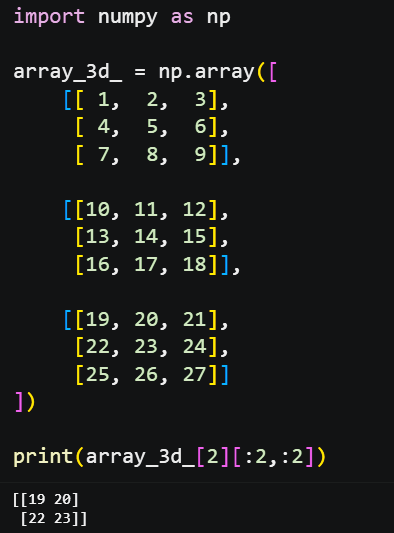 import numpy as np

array_3d_ = np.array([
    [[ 1,  2,  3],
     [ 4,  5,  6],
     [ 7,  8,  9]],

    [[10, 11, 12],
     [13, 14, 15],
     [16, 17, 18]],

    [[19, 20, 21],
     [22, 23, 24],
     [25, 26, 27]]
])

print(array_3d_[2][:2,:2])
[[19 20]
 [22 23]]